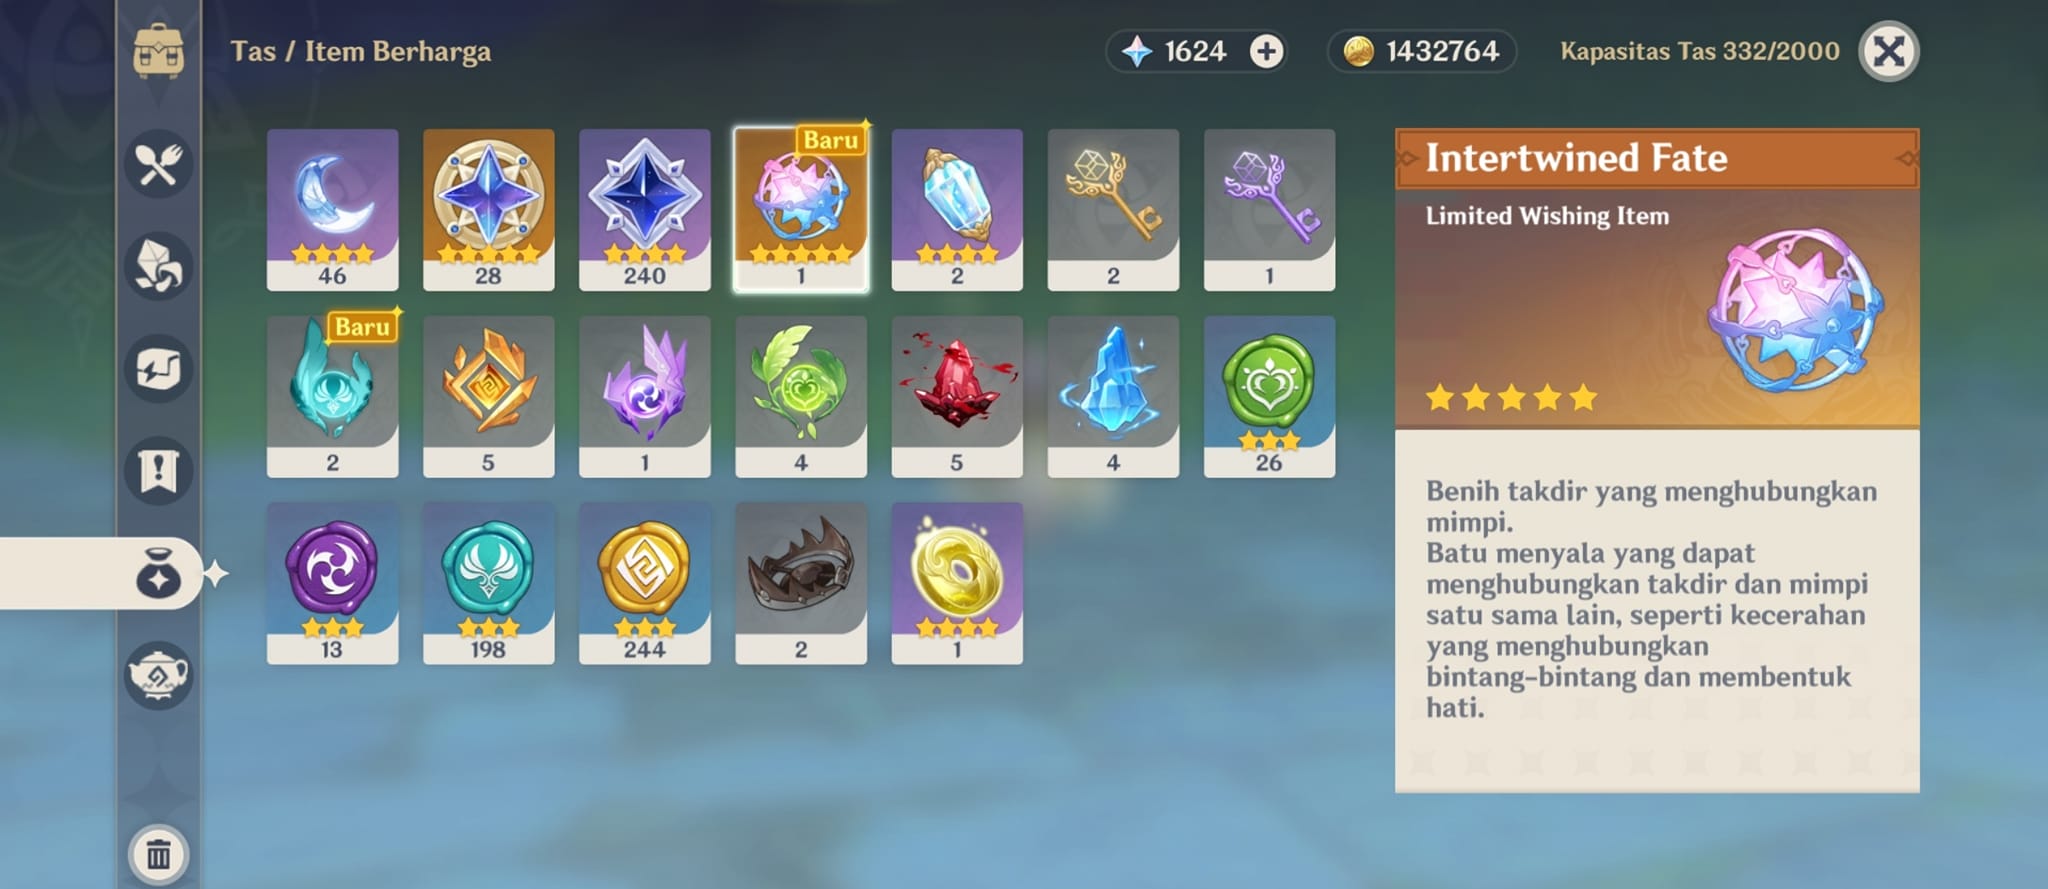 Tas / Item Berharga
1624
1432764
Kapasitas Tas 332/2000
Baru
46
28
240
1
2
2
1
Baru
2
5
1
4
5
4
26
13
198
244
2
1
Intertwined Fate
Limited Wishing Item
Benih takdir yang menghubungkan
mimpi.
Batu menyala yang dapat
menghubungkan takdir dan mimpi
satu sama lain, seperti kecerahan
yang menghubungkan
bintang-bintang dan membentuk
hati.